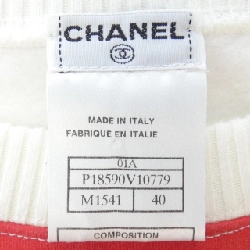 CHANEL
MADE IN ITALY
FABRIQUE EN ITALIE
01A
P18590V10779
M1541 40
COMPOSITION